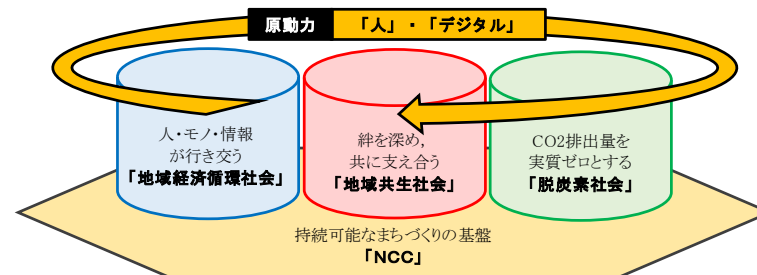 原動力 「人」・「デジタル」
人・モノ・情報
が行き交う
「地域経済循環社会」
絆を深め,
共に支え合う
「地域共生社会」
CO2排出量を
実質ゼロとする
「脱炭素社会」
持続可能なまちづくりの基盤
「NCC」